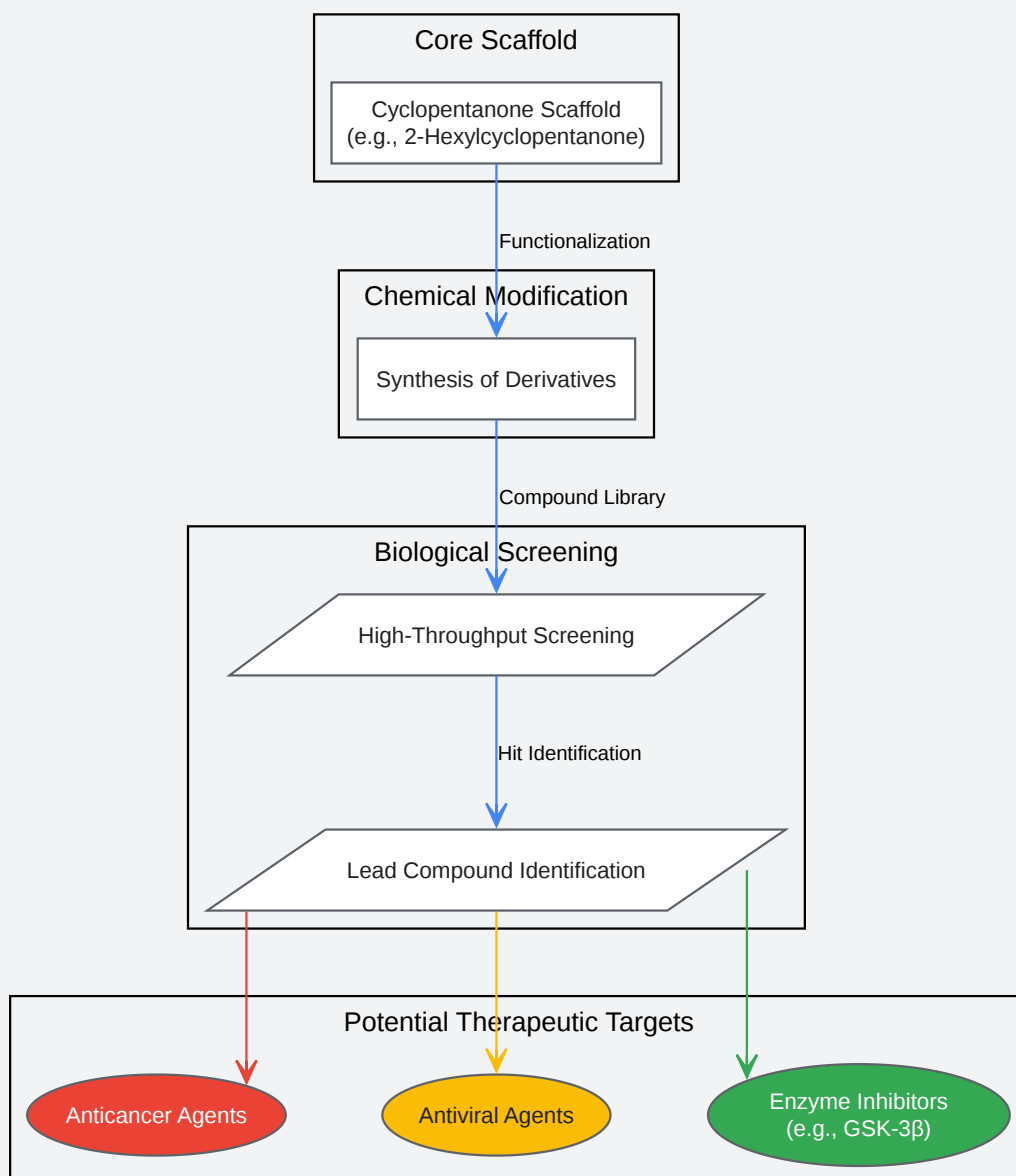 Core Scaffold
Cyclopentanone Scaffold
(e.g., 2-Hexylcyclopentanone)
Functionalization
Chemical Modification
Synthesis of Derivatives
Compound Library
Biological Screening
High-Throughput Screening
Hit Identification
Lead Compound Identification
Potential Therapeutic Targets
Anticancer Agents
Antiviral Agents
Enzyme Inhibitors
(e.g., GSK-3β)